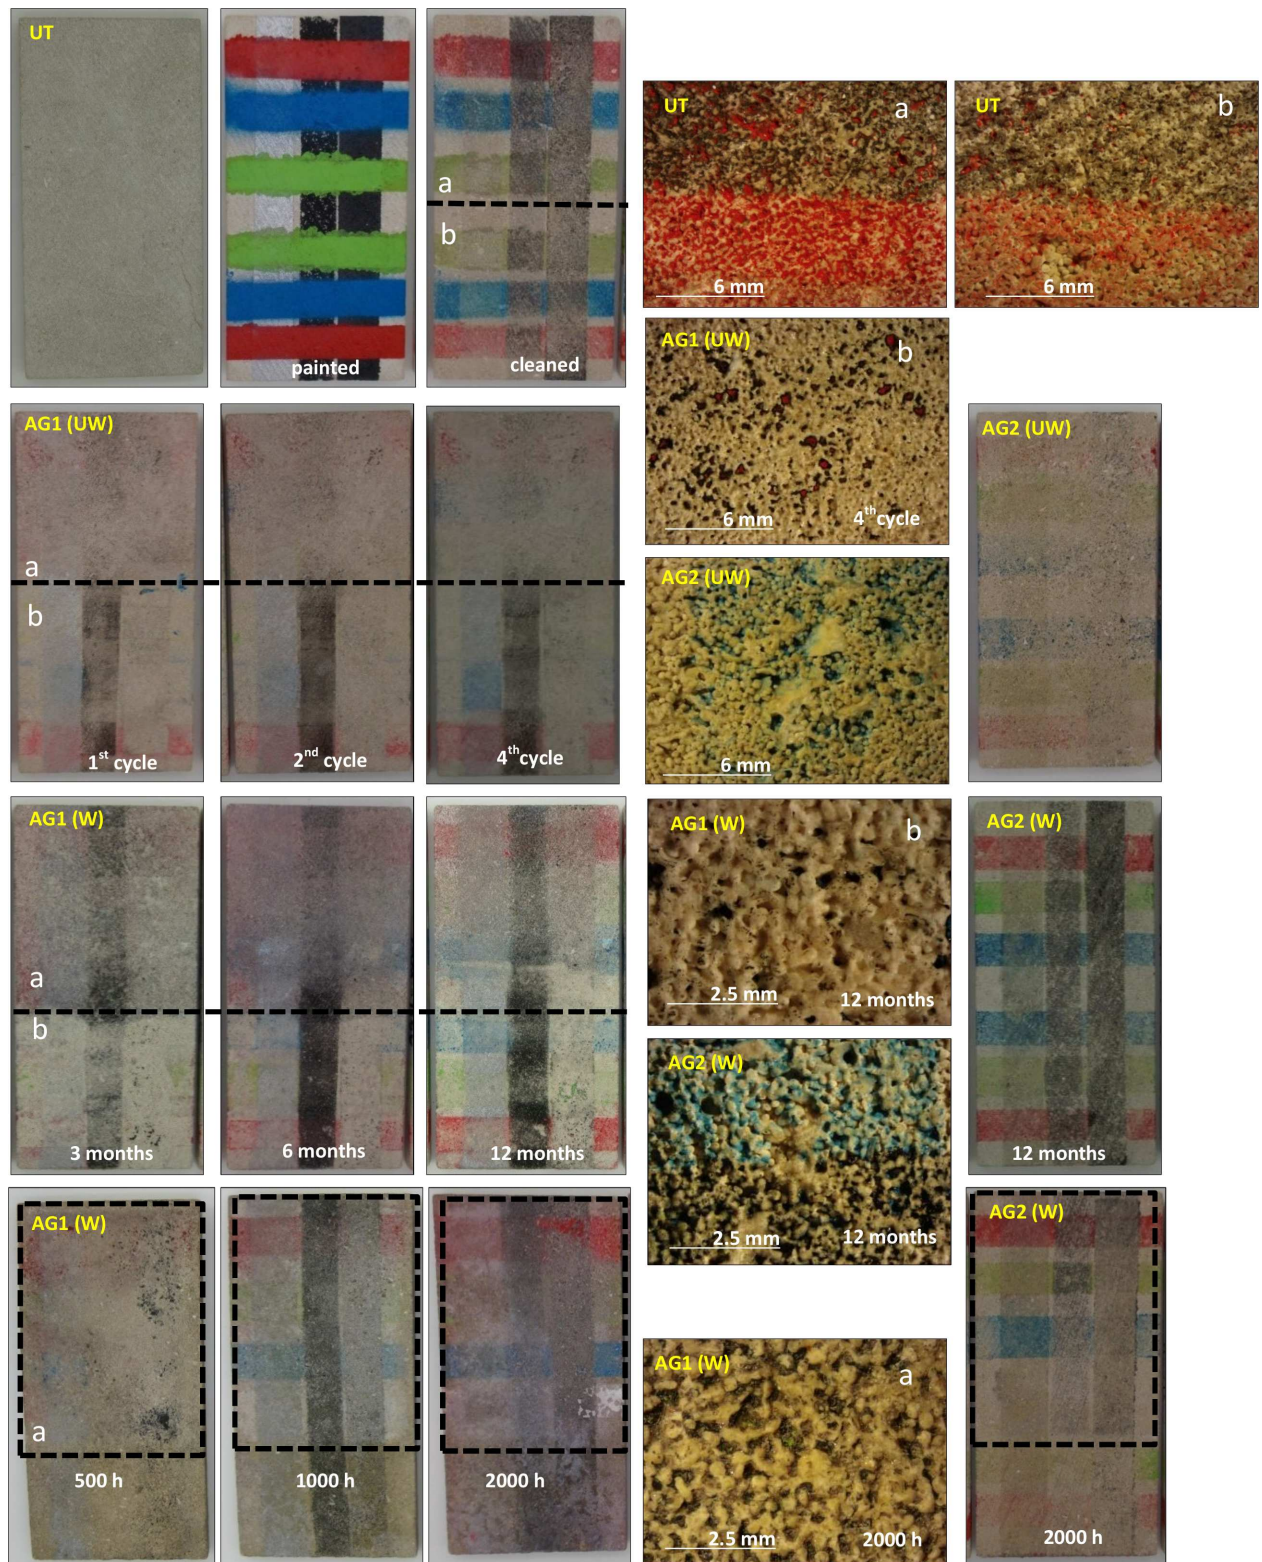 UT
painted
cleaned
a
b
UT
a
6 mm
UT
b
6 mm
AG1 (UW)
a
b
1st cycle
2nd cycle
4th cycle
AG1 (UW)
b
6 mm
4th cycle
AG2 (UW)
6 mm
AG2 (UW)
AG1 (W)
a
b
3 months
6 months
12 months
AG1 (W)
b
2.5 mm
12 months
AG2 (W)
2.5 mm
12 months
AG2 (W)
12 months
AG1 (W)
a
500 h
1000 h
2000 h
AG1 (W)
a
2.5 mm
2000 h
AG2 (W)
2000 h